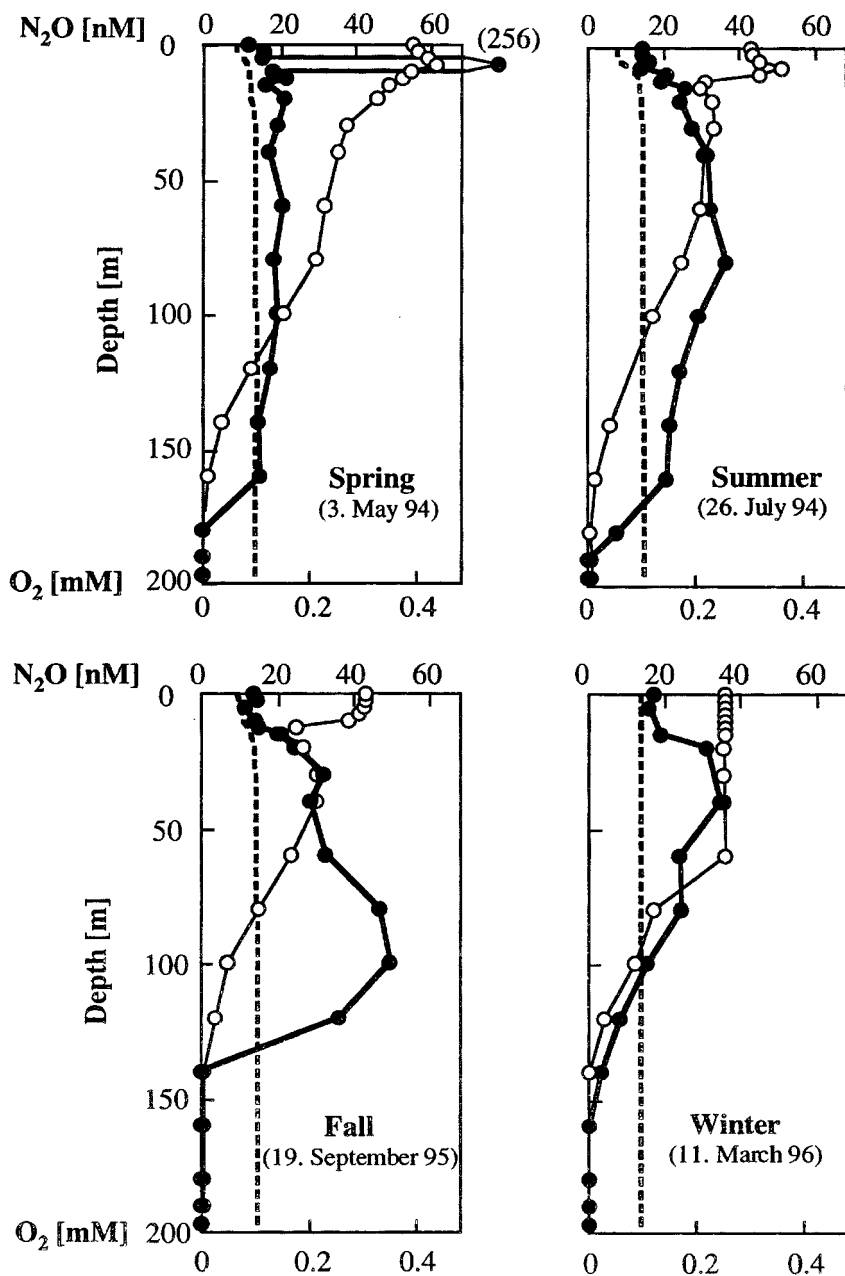 N2O [nM] 0 20 40 60
0 20 40 60
0
(256)
50
Depth [m]
100
150
Spring
(3. May 94)
Summer
(26. July 94)
O2 [mM] 200
0 0.2 0.4
0 0.2 0.4
N2O [nM] 0 20 40 60
0 20 40 60
0
50
Depth [m]
100
150
Fall
(19. September 95)
Winter
(11. March 96)
O2 [mM] 200
0 0.2 0.4
0 0.2 0.4